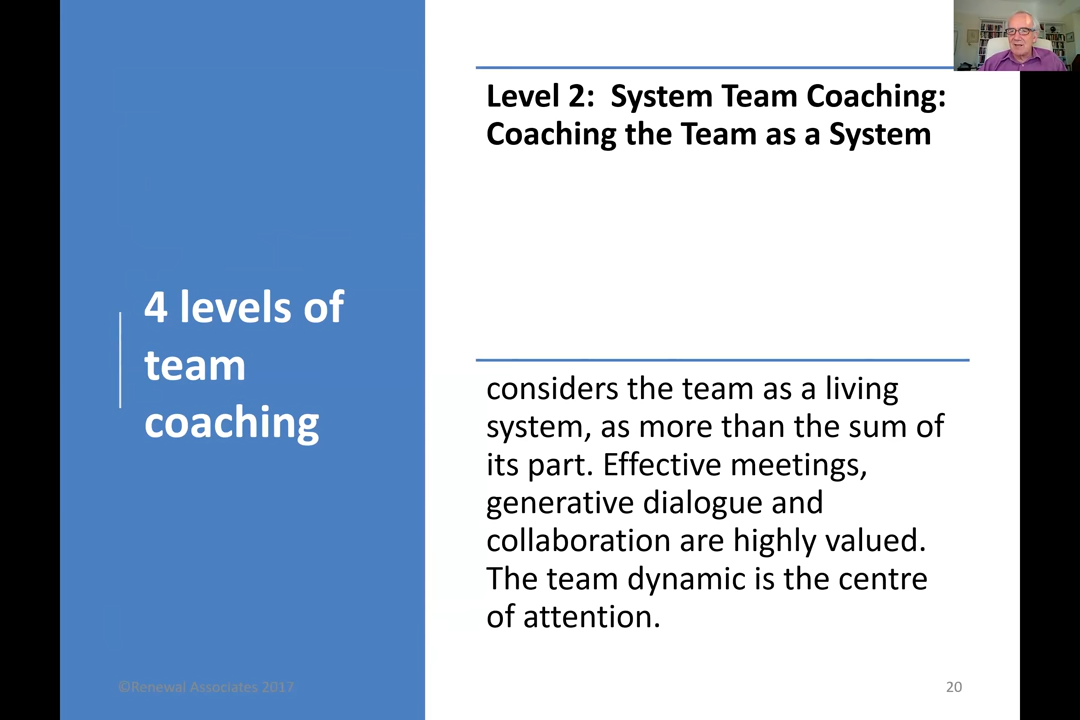 4 levels of
team
coaching
Level 2:  System Team Coaching:
Coaching the Team as a System
considers the team as a living
system, as more than the sum of
its part. Effective meetings,
generative dialogue and
collaboration are highly valued.
The team dynamic is the centre
of attention.
©Renewal Associates 2017
20